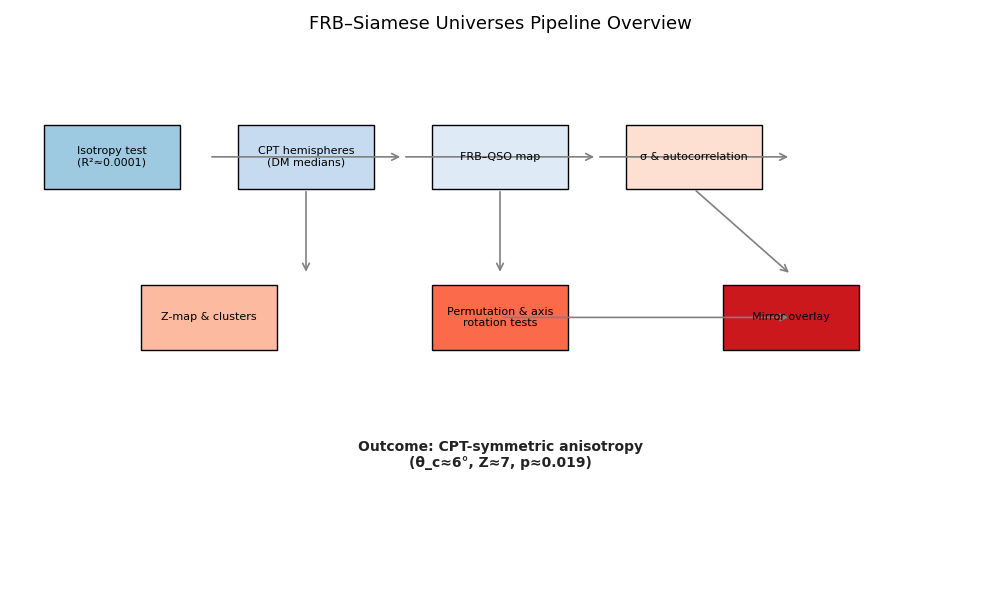 FRB–Siamese Universes Pipeline Overview
Isotropy test
(R²≈0.0001)
CPT hemispheres
(DM medians)
FRB–QSO map
σ & autocorrelation
Z-map & clusters
Permutation & axis
rotation tests
Mirror overlay
Outcome: CPT-symmetric anisotropy
(θ_c≈6°, Z≈7, p≈0.019)